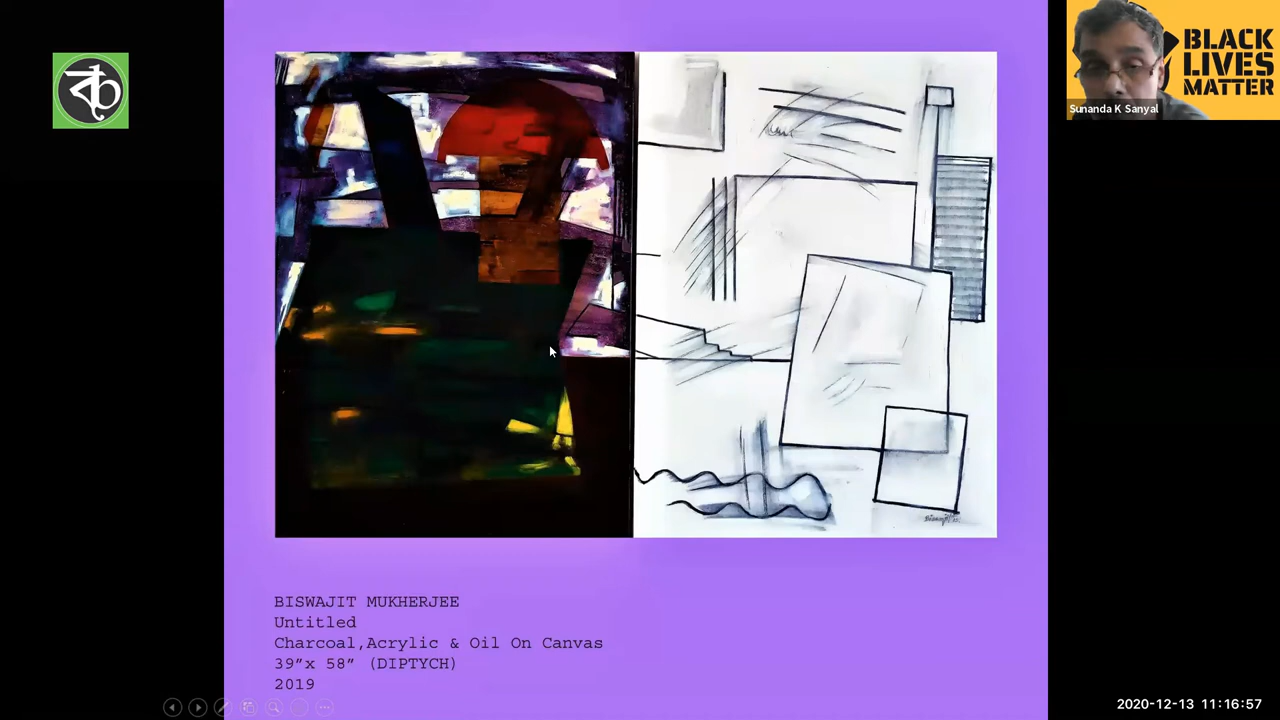 ক
BLACK
LIVES
MATTER
Sunanda K Sanyal
BISWAJIT MUKHERJEE
Untitled
Charcoal,Acrylic & Oil On Canvas
39”x 58” (DIPTYCH)
2019
2020-12-13 11:16:57